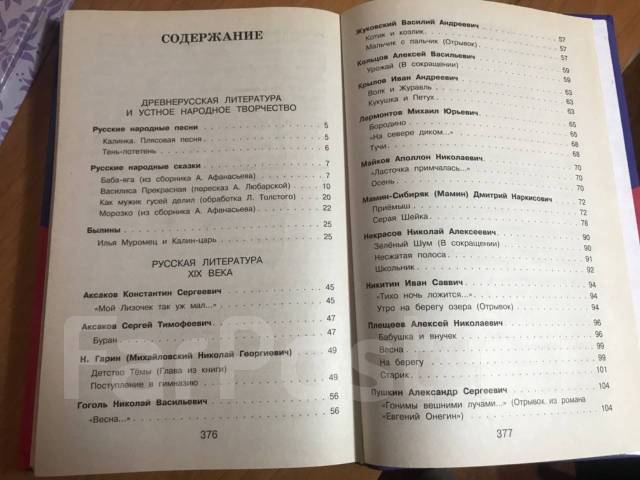 СОДЕРЖАНИЕ
ДРЕВНЕРУССКАЯ ЛИТЕРАТУРА
И УСТНОЕ НАРОДНОЕ ТВОРЧЕСТВО
Русские народные песни . . . 5
Калинка. Плясовая песня . . . 5
Тень-потетень . . . 6
Русские народные сказки . . . 7
Баба-яга (из сборника А. Афанасьева) . . . 7
Василиса Прекрасная (пересказ А. Любарской) . . . 10
Как мужик гусей делил (обработка Л. Толстого) . . . 20
Морозко (из сборника А. Афанасьева) . . . 22
Былины . . . 25
Илья Муромец и Калин-царь . . . 25
РУССКАЯ ЛИТЕРАТУРА
XIX ВЕКА
Аксаков Константин Сергеевич . . . 45
«Мой Лизочек так уж мал...» . . . 45
Аксаков Сергей Тимофеевич . . . 47
Буран . . . 47
Н. Гарин (Михайловский Николай Георгиевич) . . . 49
Детство Тёмы (Глава из книги)
Поступление в гимназию . . . 49
Гоголь Николай Васильевич . . . 56
«Весна...» . . . 56
376
Жуковский Василий Андреевич . . . 57
Котик и козлик . . . 57
Мальчик с пальчик (Отрывок) . . . 57
Кольцов Алексей Васильевич . . . 59
Урожай (В сокращении) . . . 59
Крылов Иван Андреевич . . . 63
Волк и Журавль . . . 63
Кукушка и Петух . . . 63
Лермонтов Михаил Юрьевич
Бородино
«На севере диком...»
Тучи . . . 68
Майков Аполлон Николаевич . . . 70
«Ласточка примчалась...» . . . 70
Осень . . . 70
Мамин-Сибиряк (Мамин) Дмитрий Наркисович . . . 72
Приёмыш . . . 72
Серая Шейка . . . 78
Некрасов Николай Алексеевич . . . 90
Зелёный Шум (В сокращении) . . . 90
Несжатая полоса . . . 91
Школьник . . . 92
Никитин Иван Саввич . . . 94
«Тихо ночь ложится...» . . . 94
Утро на берегу озера (Отрывок) . . . 94
Плещеев Алексей Николаевич . . . 96
Бабушка и внучек . . . 96
Весна . . . 99
На берегу . . . 99
Старик . . . 101
Пушкин Александр Сергеевич . . . 104
«Гонимы вешними лучами...» (Отрывок из романа
«Евгений Онегин») . . . 104
377
FarPost